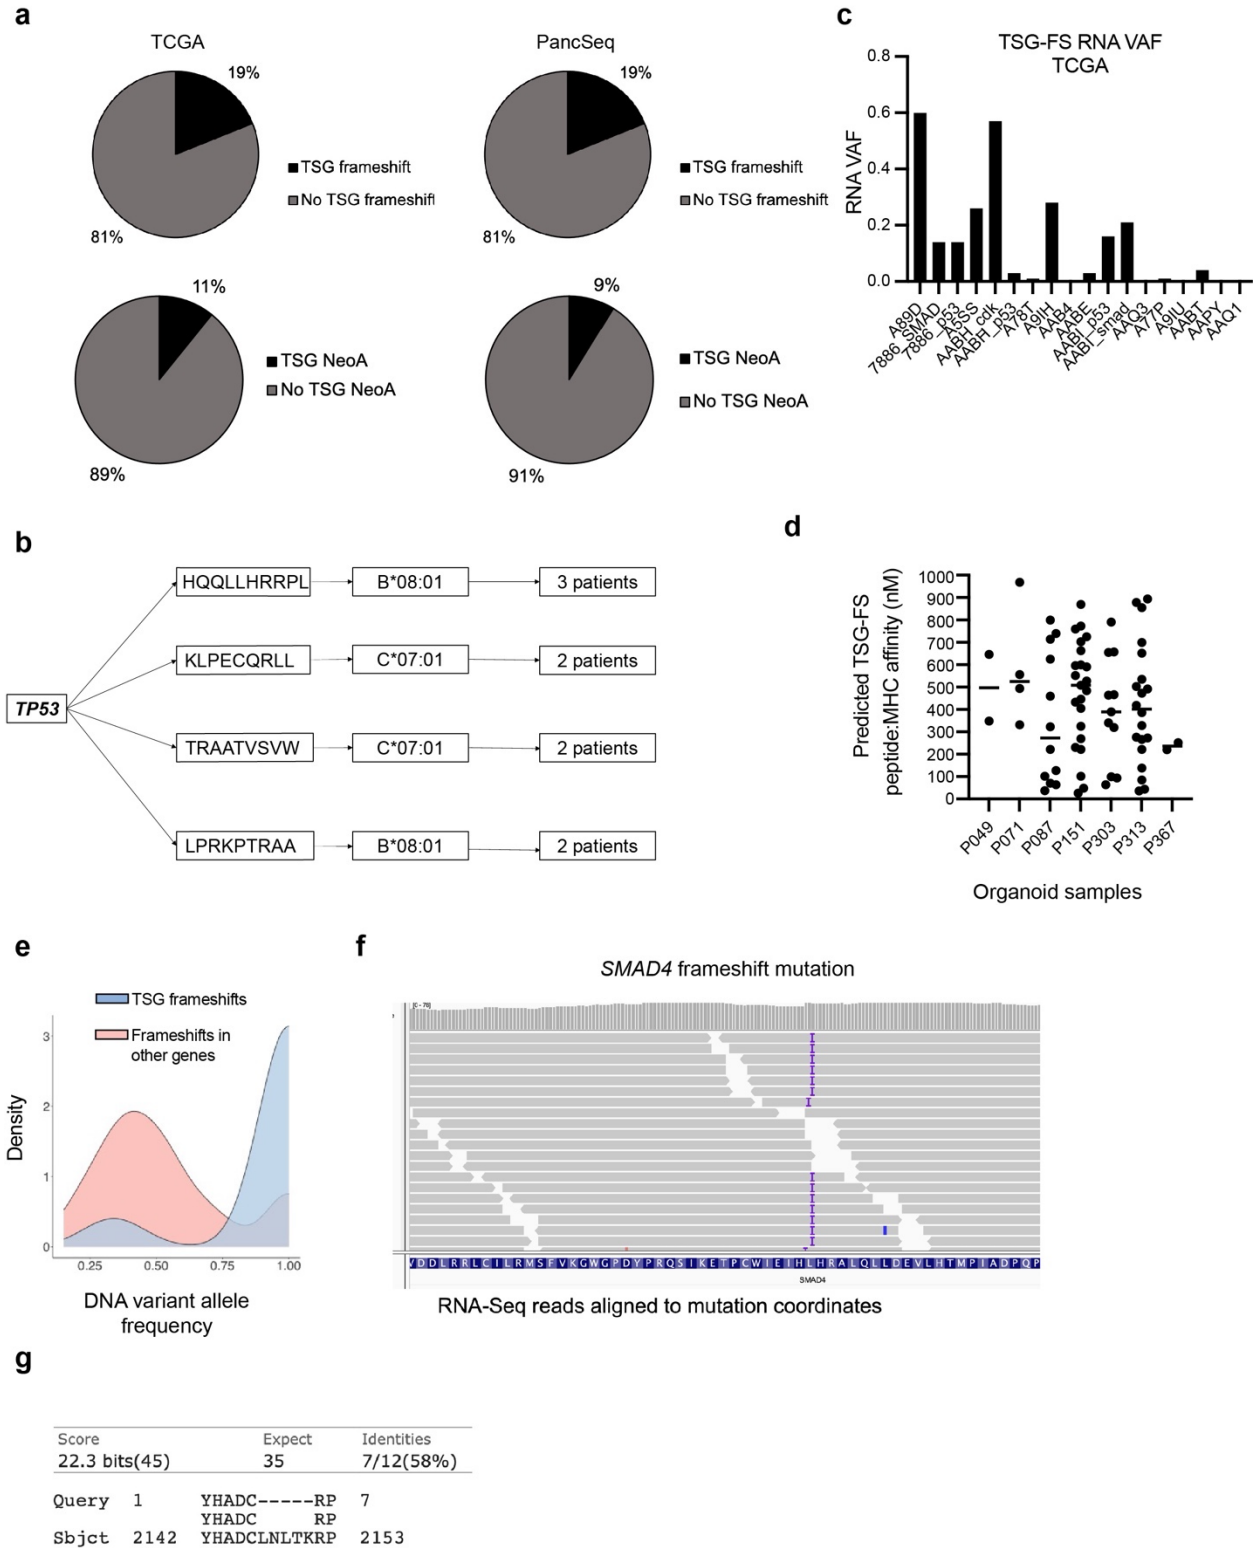 a
TCGA
19%
81%
TSG frameshift
No TSG frameshift
PancSeq
19%
81%
TSG frameshift
No TSG frameshift
11%
89%
TSG NeoA
No TSG NeoA
9%
91%
TSG NeoA
No TSG NeoA
c
TSG-FS RNA VAF
TCGA
RNA VAF
0.8
0.6
0.4
0.2
0.0
A89D
7886_SMAD
7886_p53
A5SS
AABH_cdk
AABH_p53
A78T
A9IH
AAB4
AABE
AABI_p53
AABI_smad
AAQ3
A77P
A9IU
AABT
AAPY
AAQ1
b
TP53
HQQLLHRRPL
B*08:01
3 patients
KLPECQRLL
C*07:01
2 patients
TRAATVSVW
C*07:01
2 patients
LPRKPTRAA
B*08:01
2 patients
d
Predicted TSG-FS
peptide:MHC affinity (nM)
1000
900
800
700
600
500
400
300
200
100
0
P049
P071
P087
P151
P303
P313
P367
Organoid samples
e
TSG frameshifts
Frameshifts in
other genes
Density
3
2
1
0
0.25
0.50
0.75
1.00
DNA variant allele
frequency
f
SMAD4 frameshift mutation
[0 - 76]
V D D L R R L C I L R M S F V K G W G P D Y P R Q S I K E T P C W I E I H L H R A L Q L L D E V L H T M P I A D P Q P
SMAD4
RNA-Seq reads aligned to mutation coordinates
g
Score Expect Identities
22.3 bits(45) 35 7/12(58%)
Query 1 YHADC-----RP 7
YHADC RP
Sbjct 2142 YHADCLNLTKRP 2153